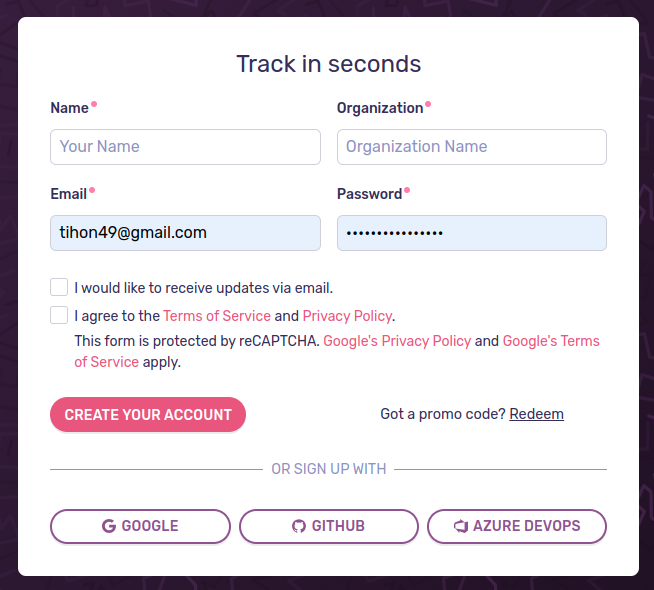 Track in seconds
Name
Organization
Your Name
Organization Name
Email
Password
tihon49@gmail.com
••••••••••••••••
I would like to receive updates via email.
I agree to the Terms of Service and Privacy Policy.
This form is protected by reCAPTCHA. Google's Privacy Policy and Google's Terms
of Service apply.
CREATE YOUR ACCOUNT
Got a promo code? Redeem
OR SIGN UP WITH
GOOGLE
GITHUB
AZURE DEVOPS